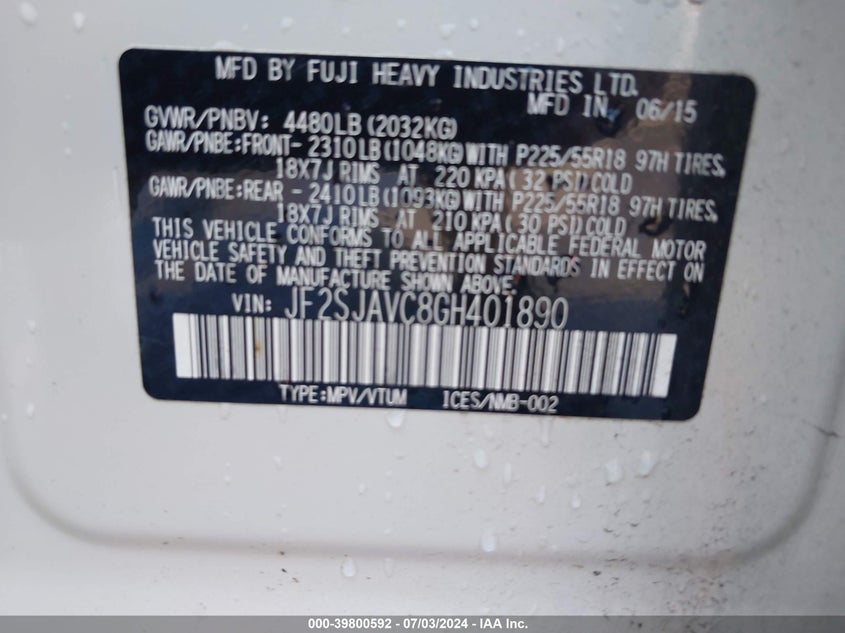 MFD BY FUJI HEAVY INDUSTRIES LTD.
MFD IN 06/15
GVWR/PNBV: 4480LB (2032KG)
GAWR/PNBE:FRONT- 2310LB(1048KG)WITH P225/55R18 97H TIRES,
18X7J RIMS AT 220 KPA( 32 PSI)COLD
GAWR/PNBE:REAR - 2410LB(1093KG)WITH P225/55R18 97H TIRES,
18X7J RIMS AT 210 KPA( 30 PSI)COLD
THIS VEHICLE CONFORMS TO ALL APPLICABLE FEDERAL MOTOR
VEHICLE SAFETY AND THEFT PREVENTION STANDARDS IN EFFECT ON
THE DATE OF MANUFACTURE SHOWN ABOVE.
VIN: JF2SJAVC8GH401890
TYPE:MPV/VTUM ICES/NMB-002
000-39800592 - 07/03/2024 - IAA Inc.